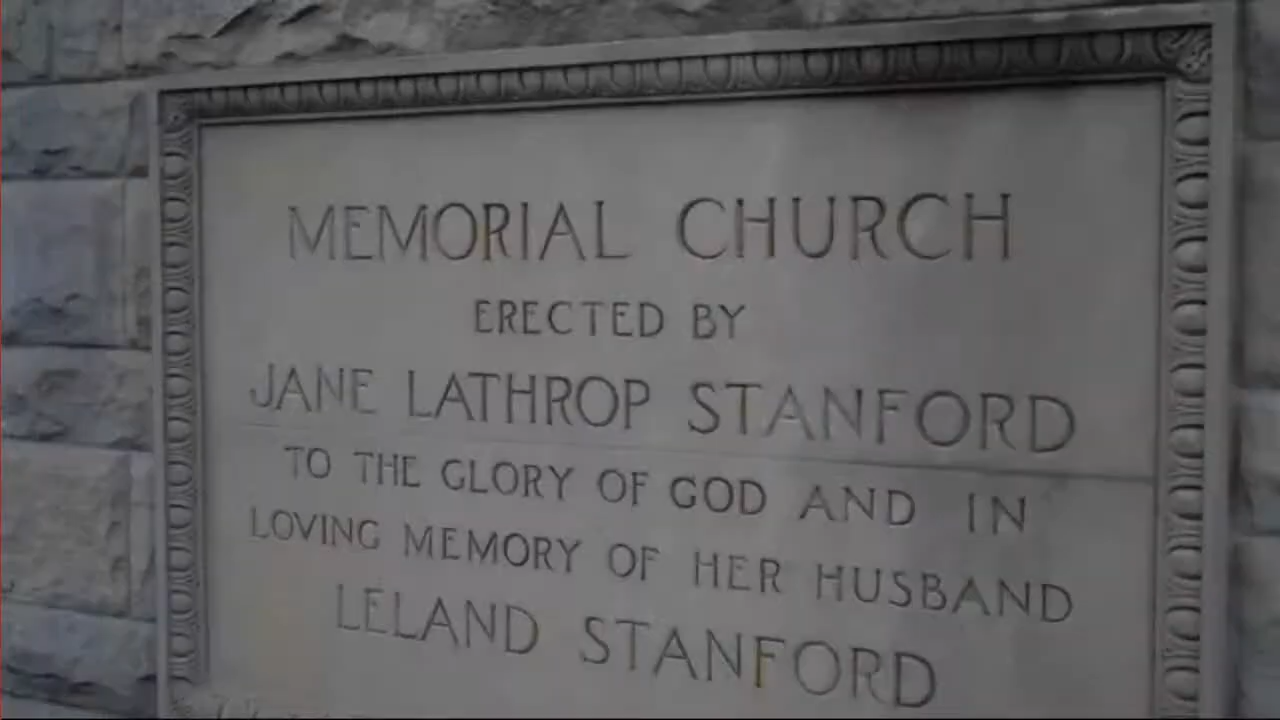 MEMORIAL CHURCH
ERECTED BY
JANE LATHROP STANFORD
TO THE GLORY OF GOD AND IN
LOVING MEMORY OF HER HUSBAND
LELAND STANFORD